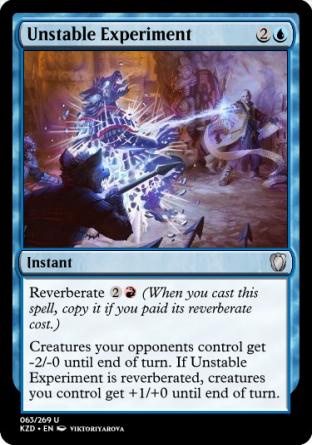 Unstable Experiment 2
Instant
Reverberate 2 (When you cast this
spell, copy it if you paid its reverberate
cost.)
Creatures your opponents control get
-2/-0 until end of turn. If Unstable
Experiment is reverberated, creatures
you control get +1/+0 until end of turn.
063/269 U
KZD • EN VIKTORIYAROVA